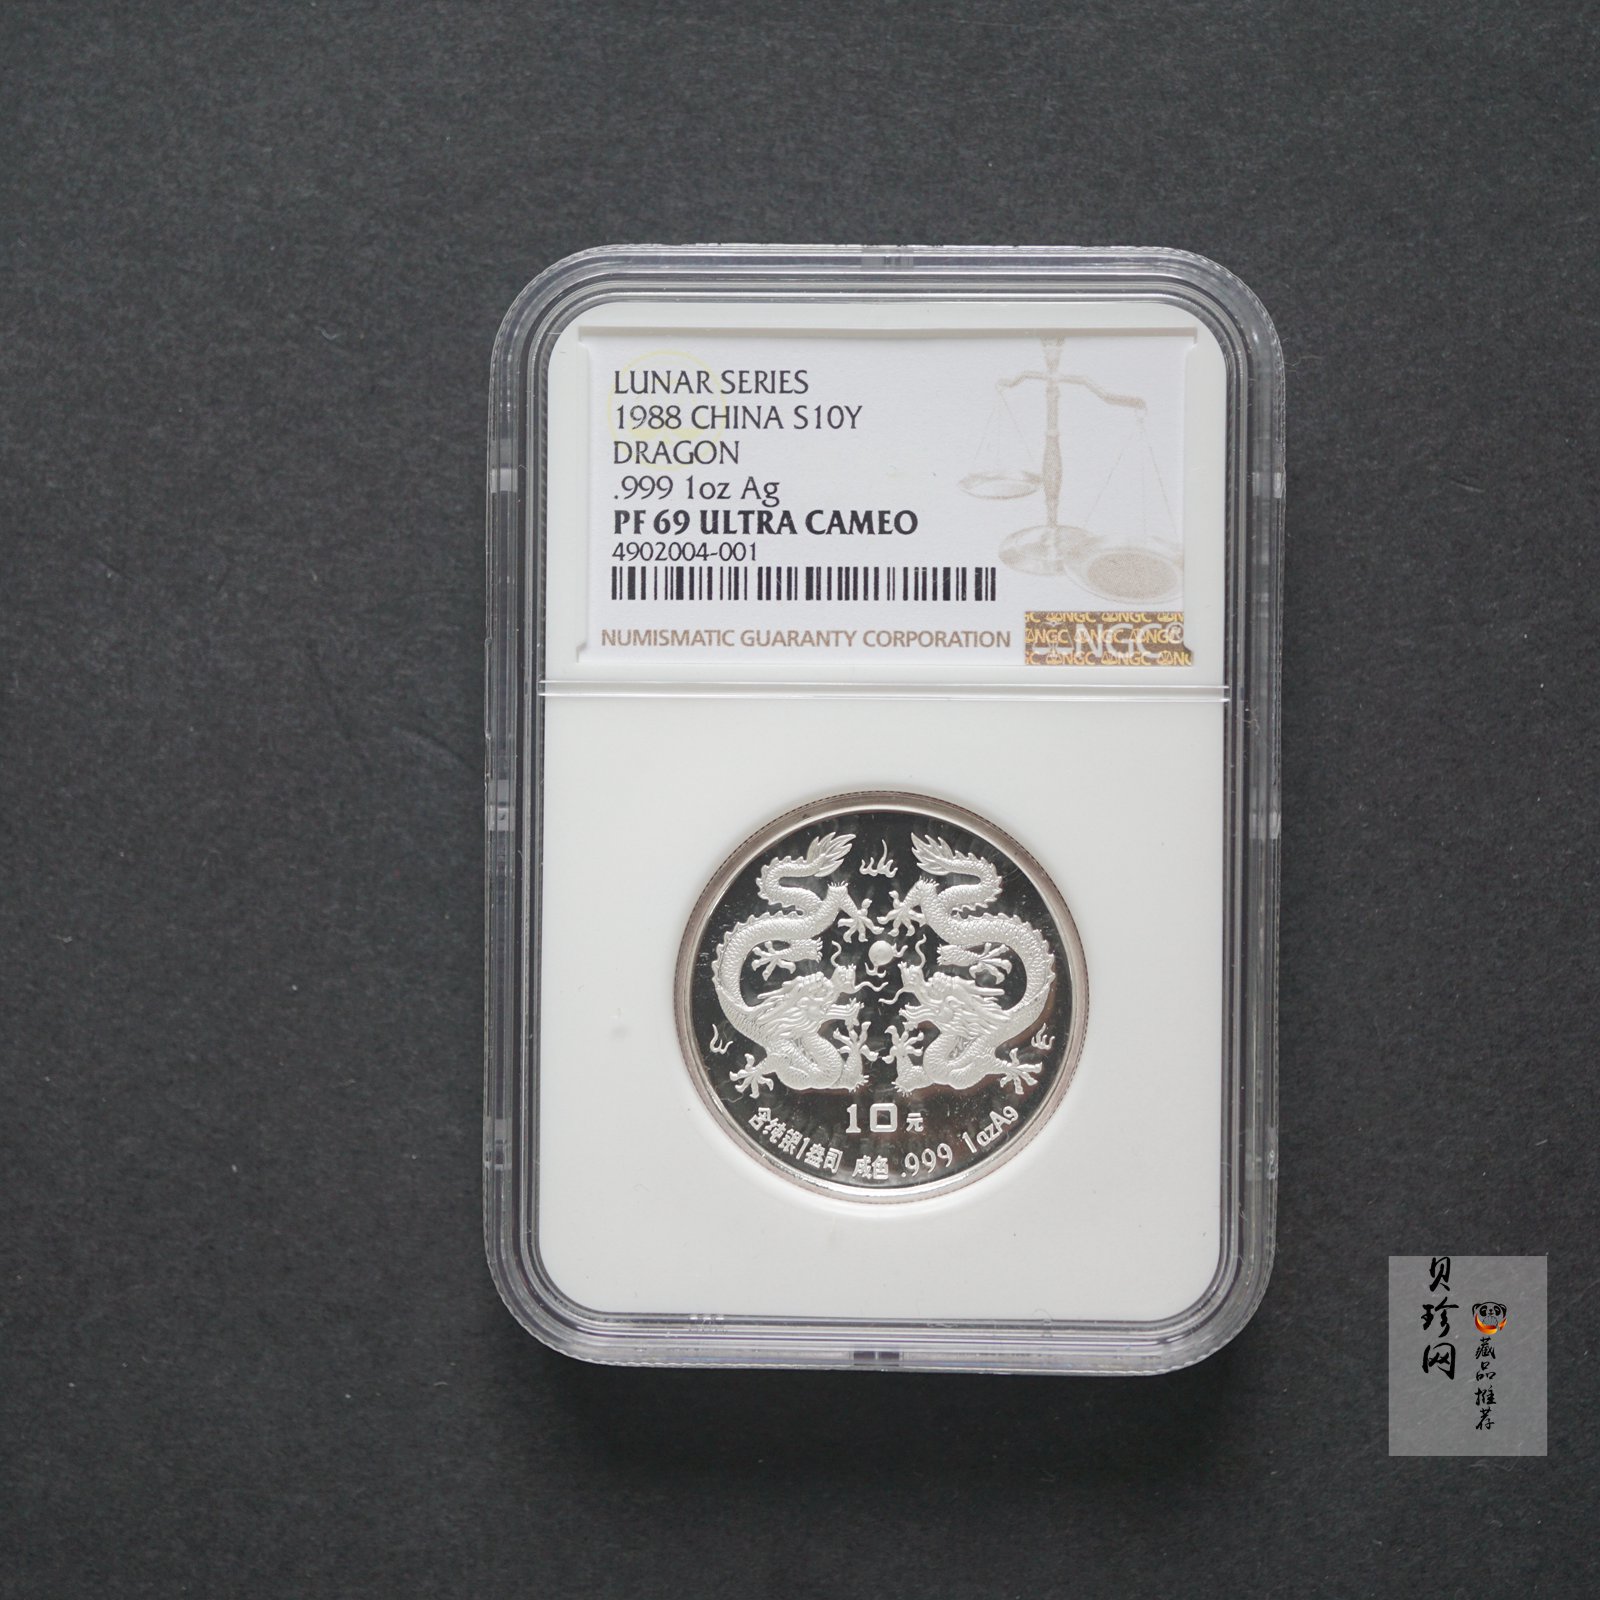 LUNAR SERIES
1988 CHINA S10Y
DRAGON
.999 1oz Ag
PF 69 ULTRA CAMEO
4902004-001
NUMISMATIC GUARANTY CORPORATION
NGC
10元
含纯银1盎司 成色 .999 1ozAg
贝珍网
藏品推荐